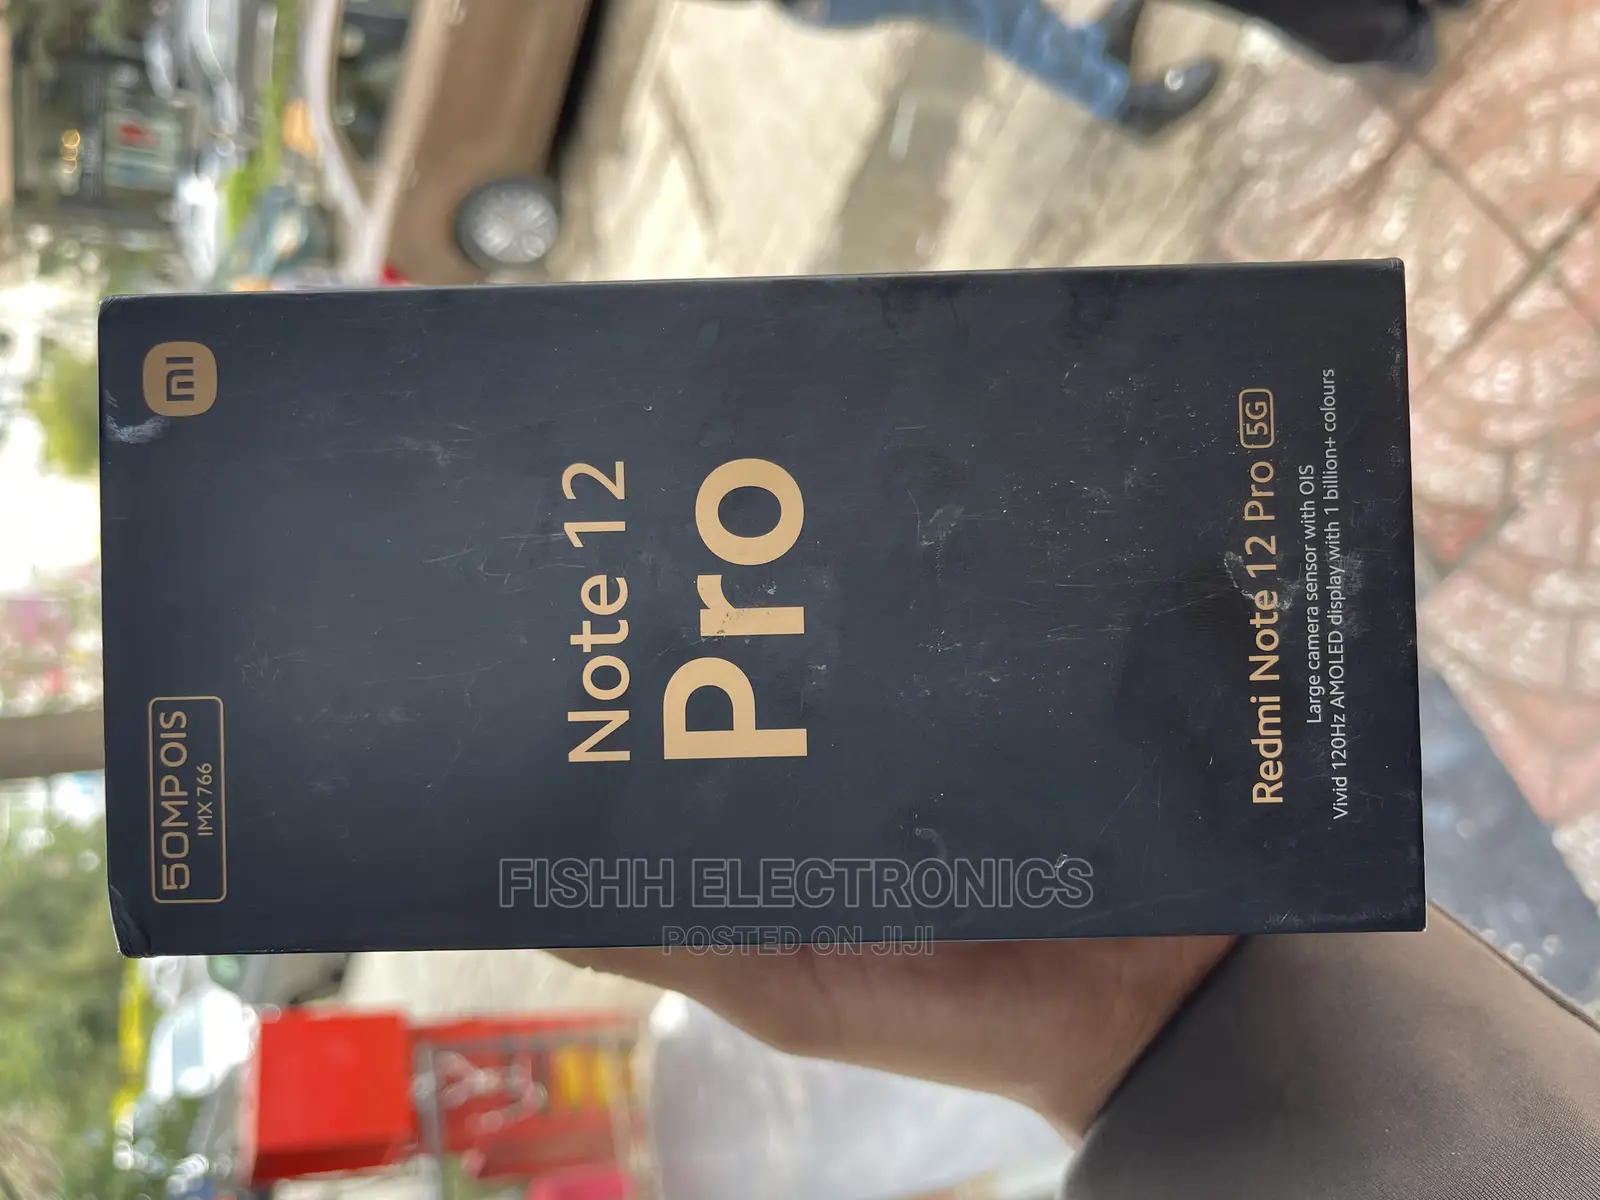 mi
50MP OIS
IMX 766
Note 12
Pro
Redmi Note 12 Pro 5G
Large camera sensor with OIS
Vivid 120Hz AMOLED display with 1 billion+ colours
FISHH ELECTRONICS
POSTED ON JIJI